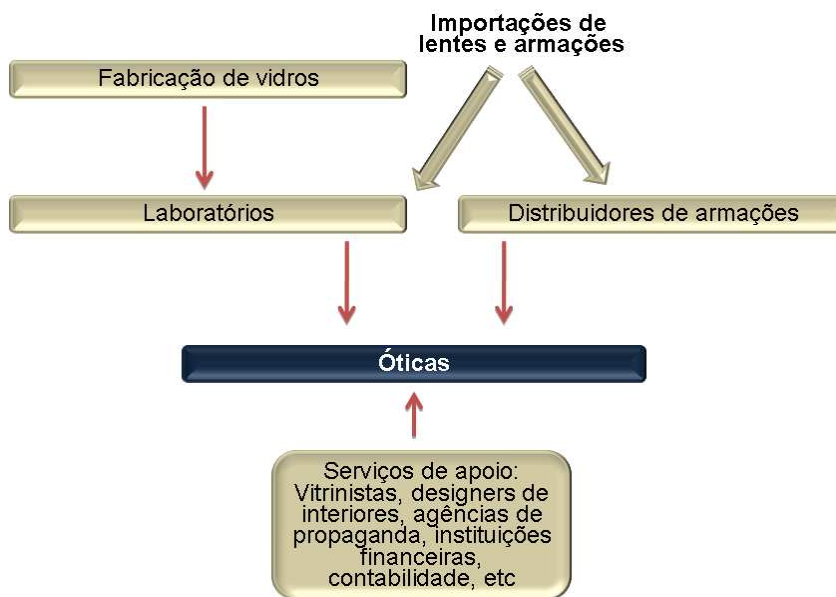 Importações de
lentes e armações
Fabricação de vidros
Laboratórios
Distribuidores de armações
Óticas
Serviços de apoio:
Vitrinistas, designers de
interiores, agências de
propaganda, instituições
financeiras,
contabilidade, etc